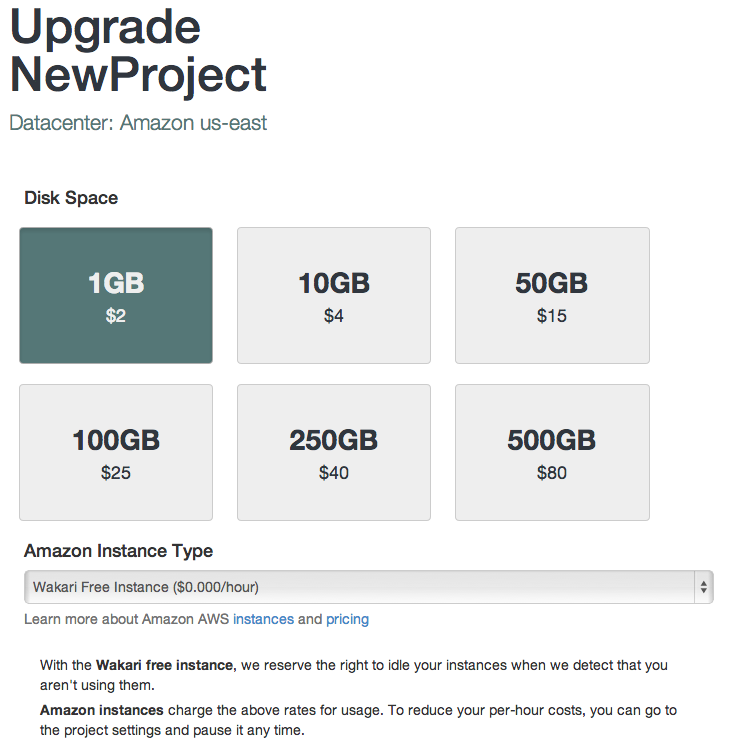 Upgrade
NewProject
Datacenter: Amazon us-east
Disk Space
1GB
$2
10GB
$4
50GB
$15
100GB
$25
250GB
$40
500GB
$80
Amazon Instance Type
Wakari Free Instance ($0.000/hour)
Learn more about Amazon AWS instances and pricing
With the Wakari free instance, we reserve the right to idle your instances when we detect that you
aren't using them.
Amazon instances charge the above rates for usage. To reduce your per-hour costs, you can go to
the project settings and pause it any time.